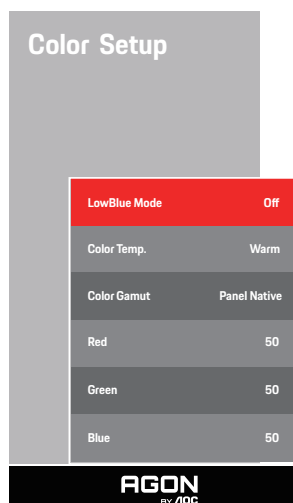 Color Setup
LowBlue Mode Off
Color Temp. Warm
Color Gamut Panel Native
Red 50
Green 50
Blue 50
AGON
BY AOC